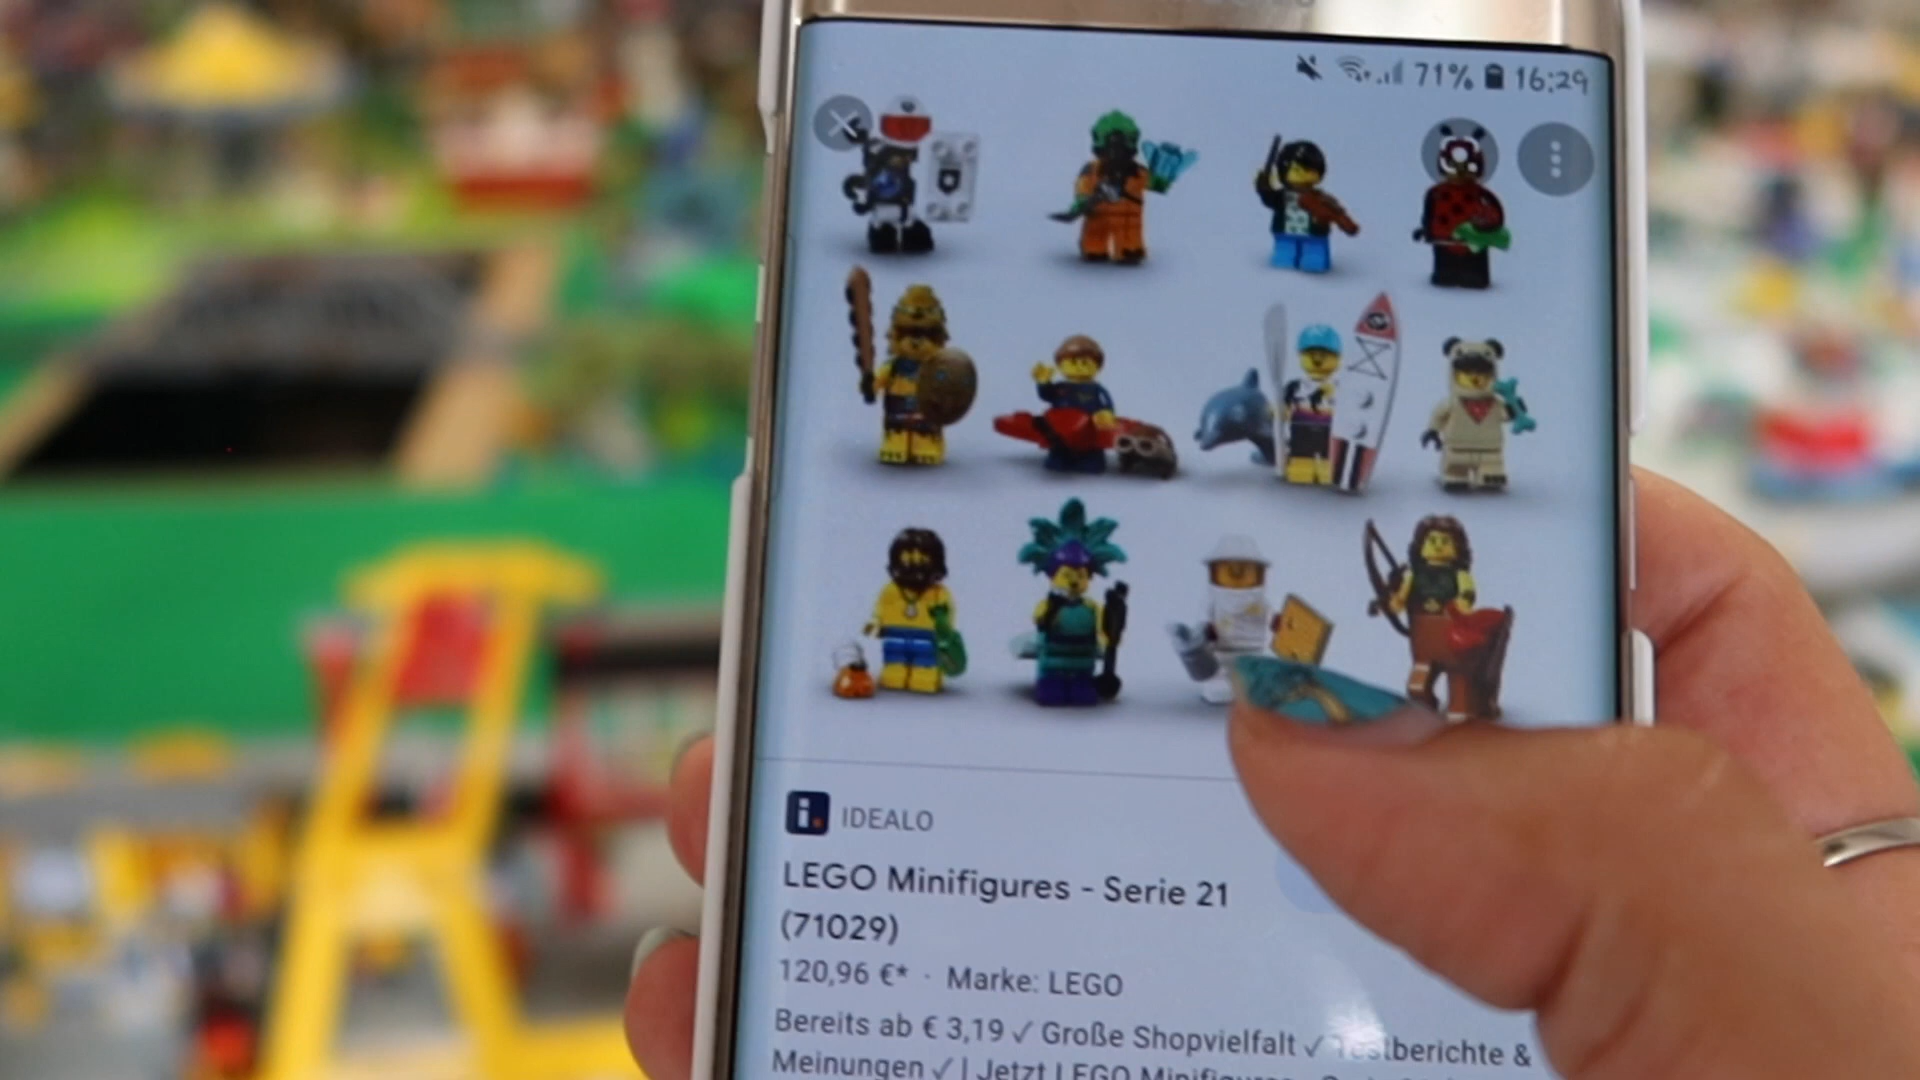 71% 16:29
IDEALO
LEGO Minifigures - Serie 21
(71029)
120,96 €* · Marke: LEGO
Bereits ab € 3,19 ✓ Große Shopvielfalt ✓ Testberichte &
Meinungen ✓ | Jetzt LEGO Minifigures